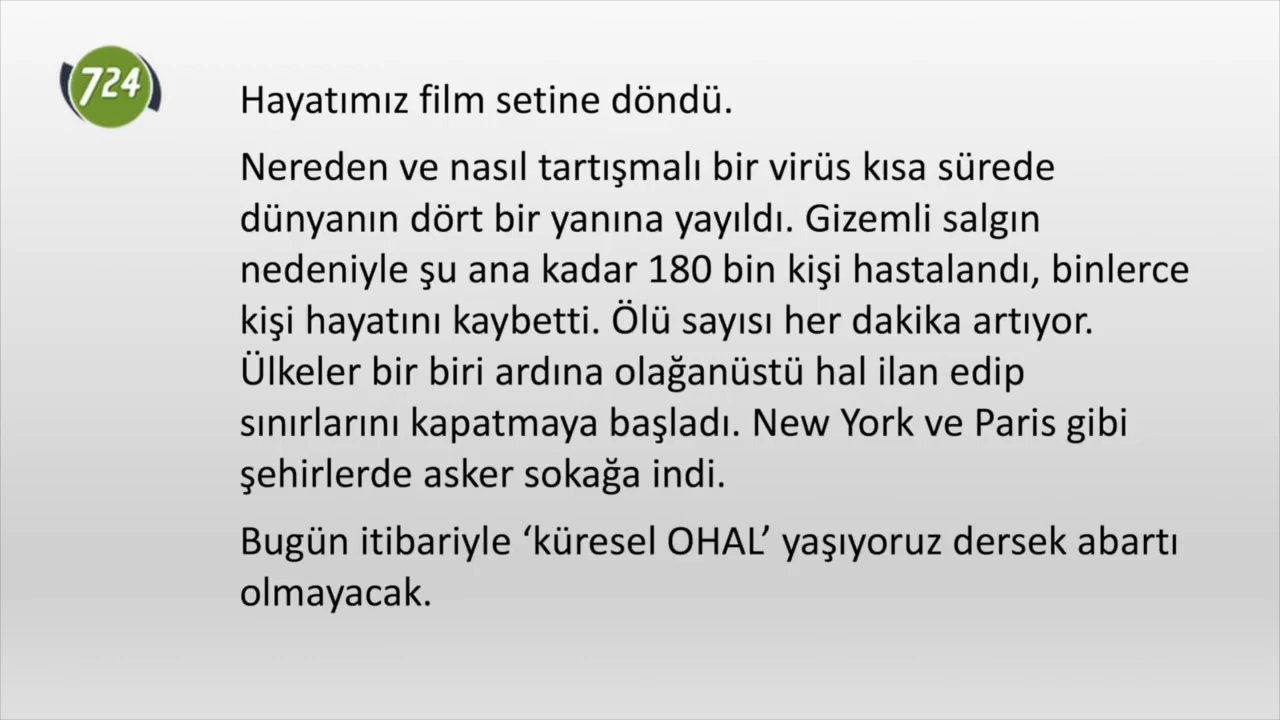 724
Hayatımız film setine döndü.
Nereden ve nasıl tartışmalı bir virüs kısa sürede
dünyanın dört bir yanına yayıldı. Gizemli salgın
nedeniyle şu ana kadar 180 bin kişi hastalandı, binlerce
kişi hayatını kaybetti. Ölü sayısı her dakika artıyor.
Ülkeler bir biri ardına olağanüstü hal ilan edip
sınırlarını kapatmaya başladı. New York ve Paris gibi
şehirlerde asker sokağa indi.
Bugün itibariyle ‘küresel OHAL’ yaşıyoruz dersek abartı
olmayacak.